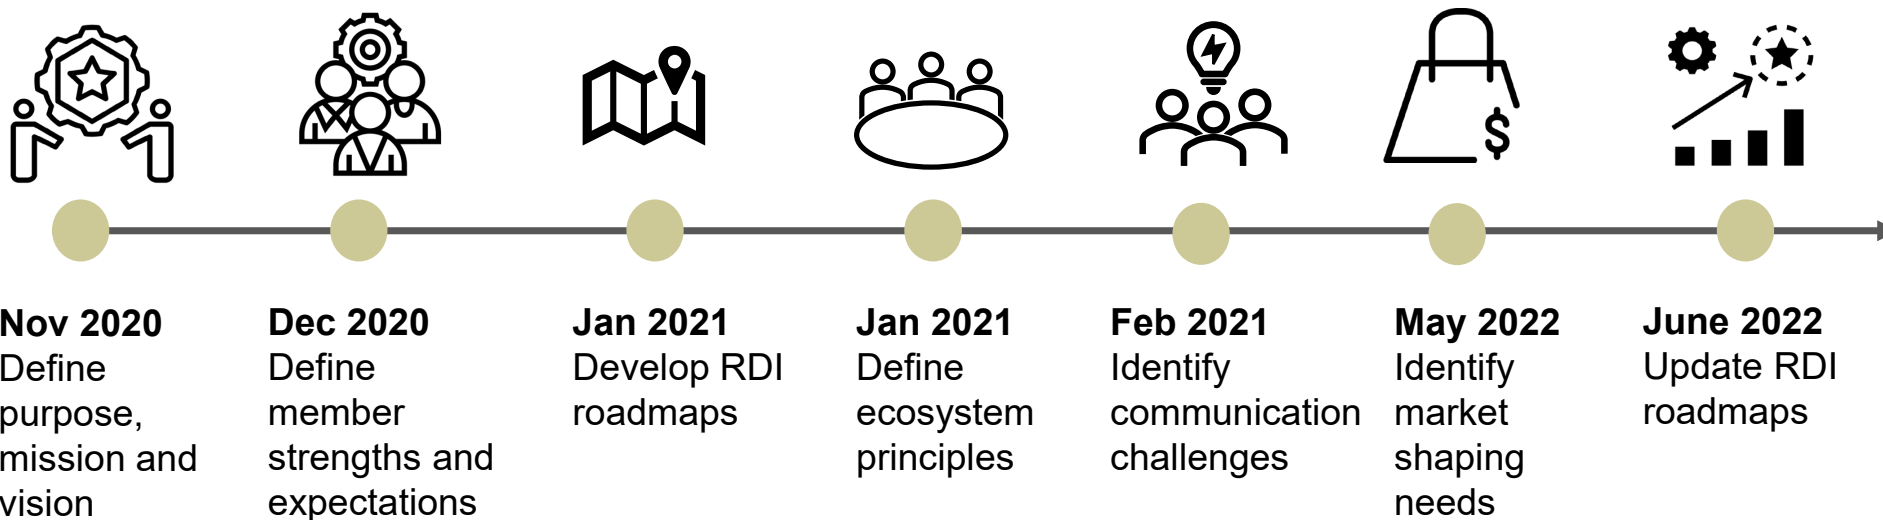 Nov 2020
Define
purpose,
mission and
vision
Dec 2020
Define
member
strengths and
expectations
Jan 2021
Develop RDI
roadmaps
Jan 2021
Define
ecosystem
principles
Feb 2021
Identify
communication
challenges
May 2022
Identify
market
shaping
needs
June 2022
Update RDI
roadmaps
$